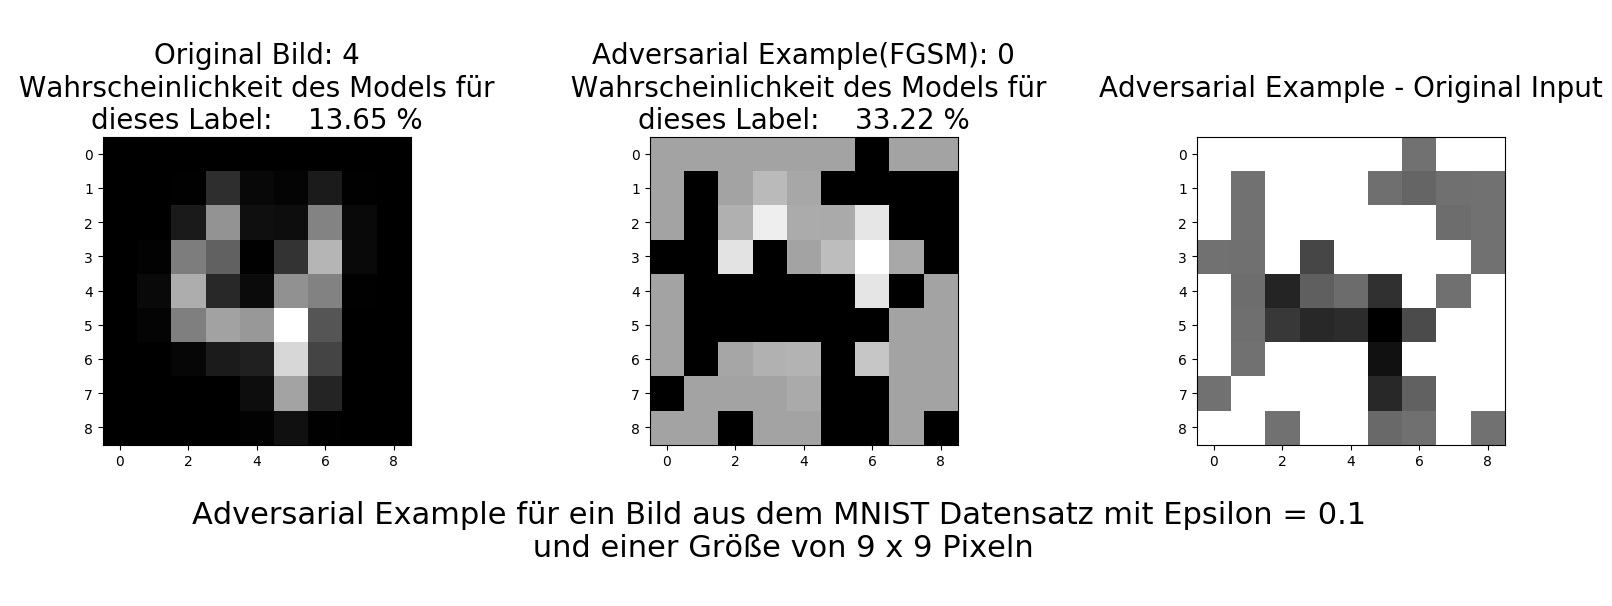 Original Bild: 4
Wahrscheinlichkeit des Models für
dieses Label: 13.65 %
0
1
2
3
4
5
6
7
8
0 2 4 6 8
Adversarial Example(FGSM): 0
Wahrscheinlichkeit des Models für
dieses Label: 33.22 %
0
1
2
3
4
5
6
7
8
0 2 4 6 8
Adversarial Example - Original Input
0
1
2
3
4
5
6
7
8
0 2 4 6 8
Adversarial Example für ein Bild aus dem MNIST Datensatz mit Epsilon = 0.1
und einer Größe von 9 x 9 Pixeln